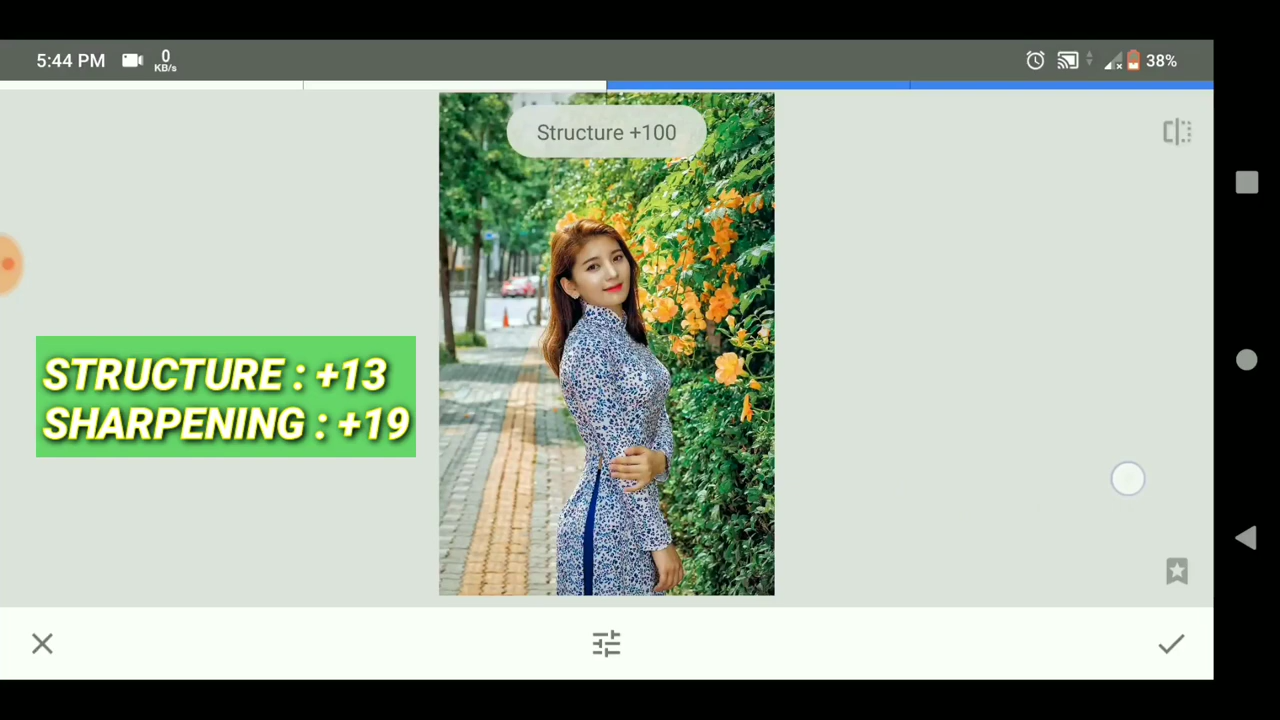 5:44 PM
0
KB/s
38%
Structure +100
STRUCTURE : +13
SHARPENING : +19